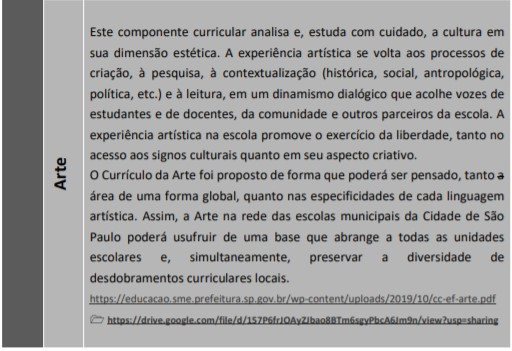 Este componente curricular analisa e, estuda com cuidado, a cultura em
sua dimensão estética. A experiência artística se volta aos processos de
criação, à pesquisa, à contextualização (histórica, social, antropológica,
política, etc.) e à leitura, em um dinamismo dialógico que acolhe vozes de
estudantes e de docentes, da comunidade e outros parceiros da escola. A
experiência artística na escola promove o exercício da liberdade, tanto no
acesso aos signos culturais quanto em seu aspecto criativo.
Arte
O Currículo da Arte foi proposto de forma que poderá ser pensado, tanto a
área de uma forma global, quanto nas especificidades de cada linguagem
artística. Assim, a Arte na rede das escolas municipais da Cidade de São
Paulo poderá usufruir de uma base que abrange a todas as unidades
escolares e, simultaneamente, preservar a diversidade de
desdobramentos curriculares locais.
https://educacao.sme.prefeitura.sp.gov.br/wp-content/uploads/2019/10/cc-ef-arte.pdf
https://drive.google.com/file/d/157P6frJOAyZJbao8BTm6sgyPbcA6Jm9n/view?usp=sharing